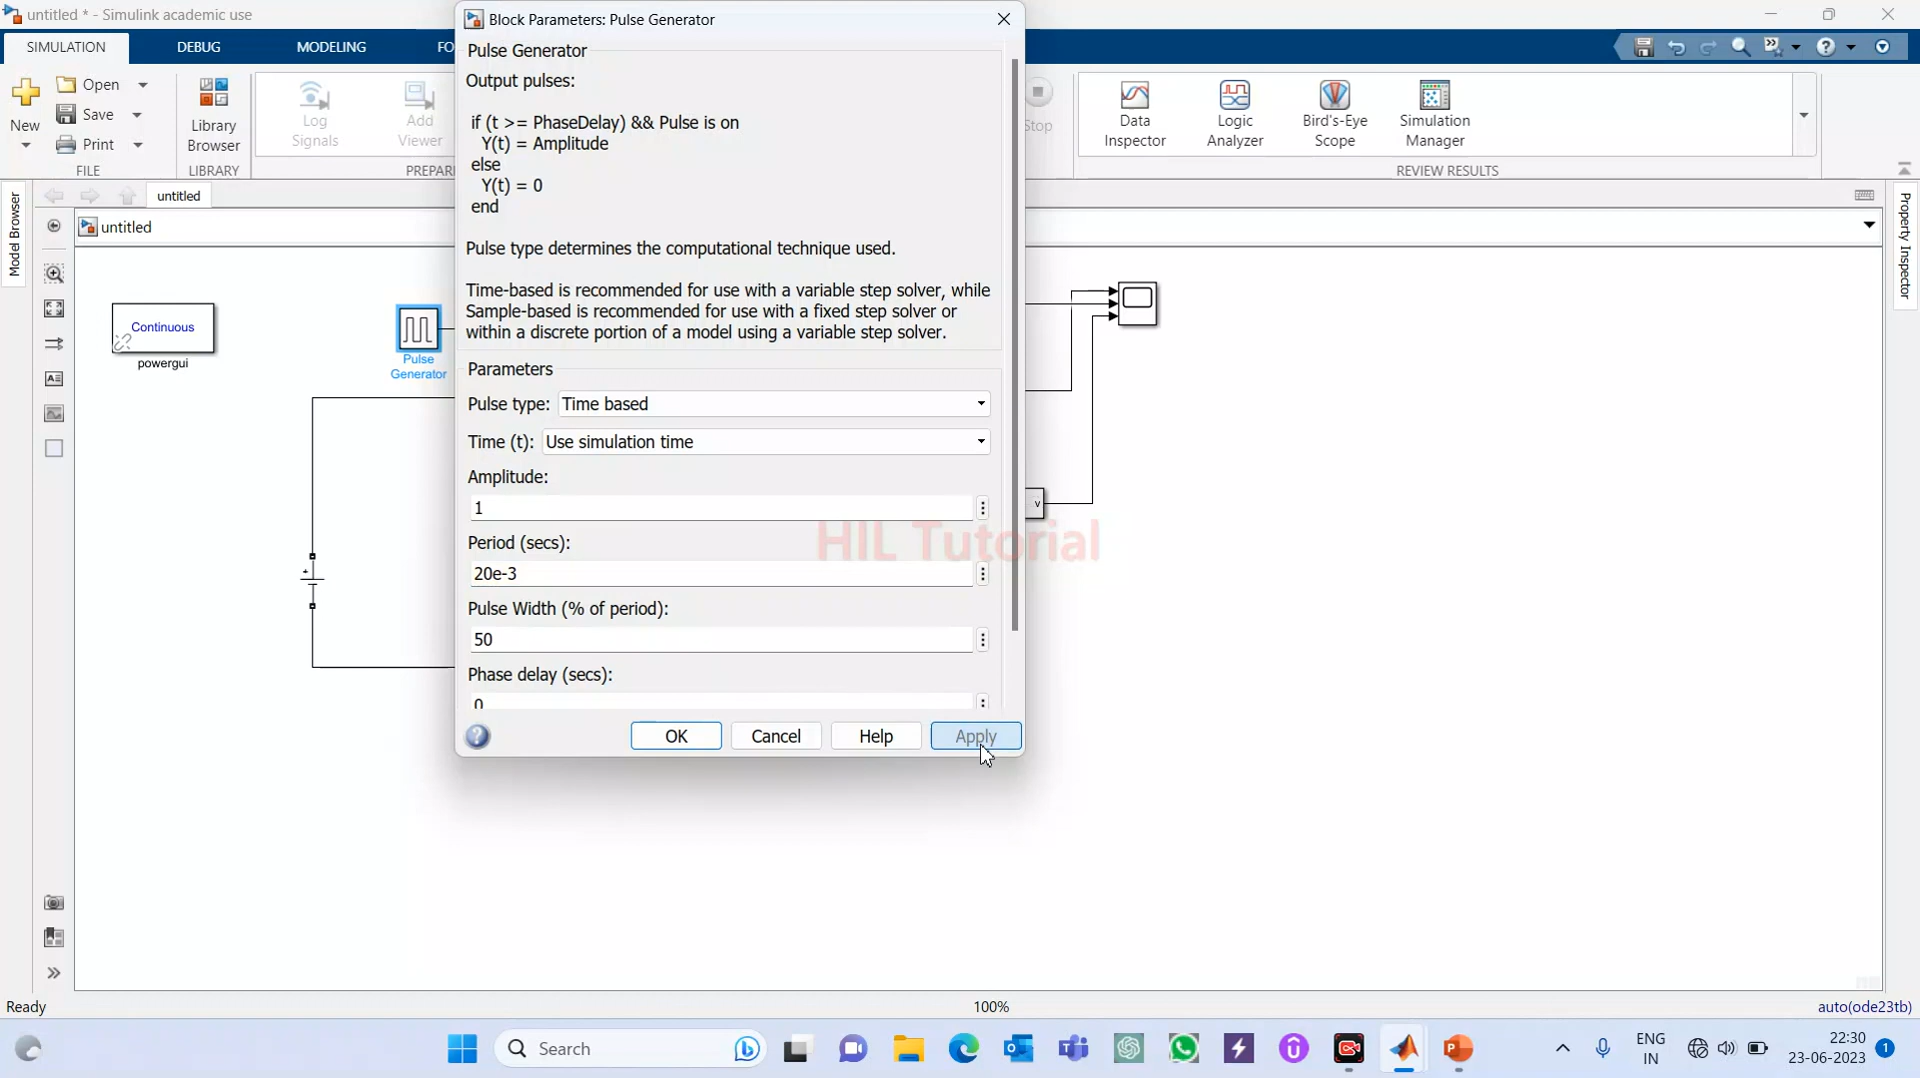 untitled * - Simulink academic use
Block Parameters: Pulse Generator
SIMULATION
DEBUG
MODELING
FO
New
Open
Save
Print
FILE
Library
Browser
LIBRARY
Log
Signals
Add
Viewer
PREPAR
Stop
Data
Inspector
Logic
Analyzer
Bird's-Eye
Scope
Simulation
Manager
REVIEW RESULTS
Model Browser
untitled
untitled
Property Inspector
Pulse Generator
Output pulses:
if (t >= PhaseDelay) && Pulse is on
Y(t) = Amplitude
else
Y(t) = 0
end
Pulse type determines the computational technique used.
Time-based is recommended for use with a variable step solver, while
Sample-based is recommended for use with a fixed step solver or
within a discrete portion of a model using a variable step solver.
Parameters
Pulse type: Time based
Time (t): Use simulation time
Amplitude:
1
Period (secs):
20e-3
Pulse Width (% of period):
50
Phase delay (secs):
0
OK
Cancel
Help
Apply
Continuous
powergui
Pulse
Generator
+
v
HIL Tutorial
Ready
100%
auto(ode23tb)
Search
ENG
IN
22:30
23-06-2023
1